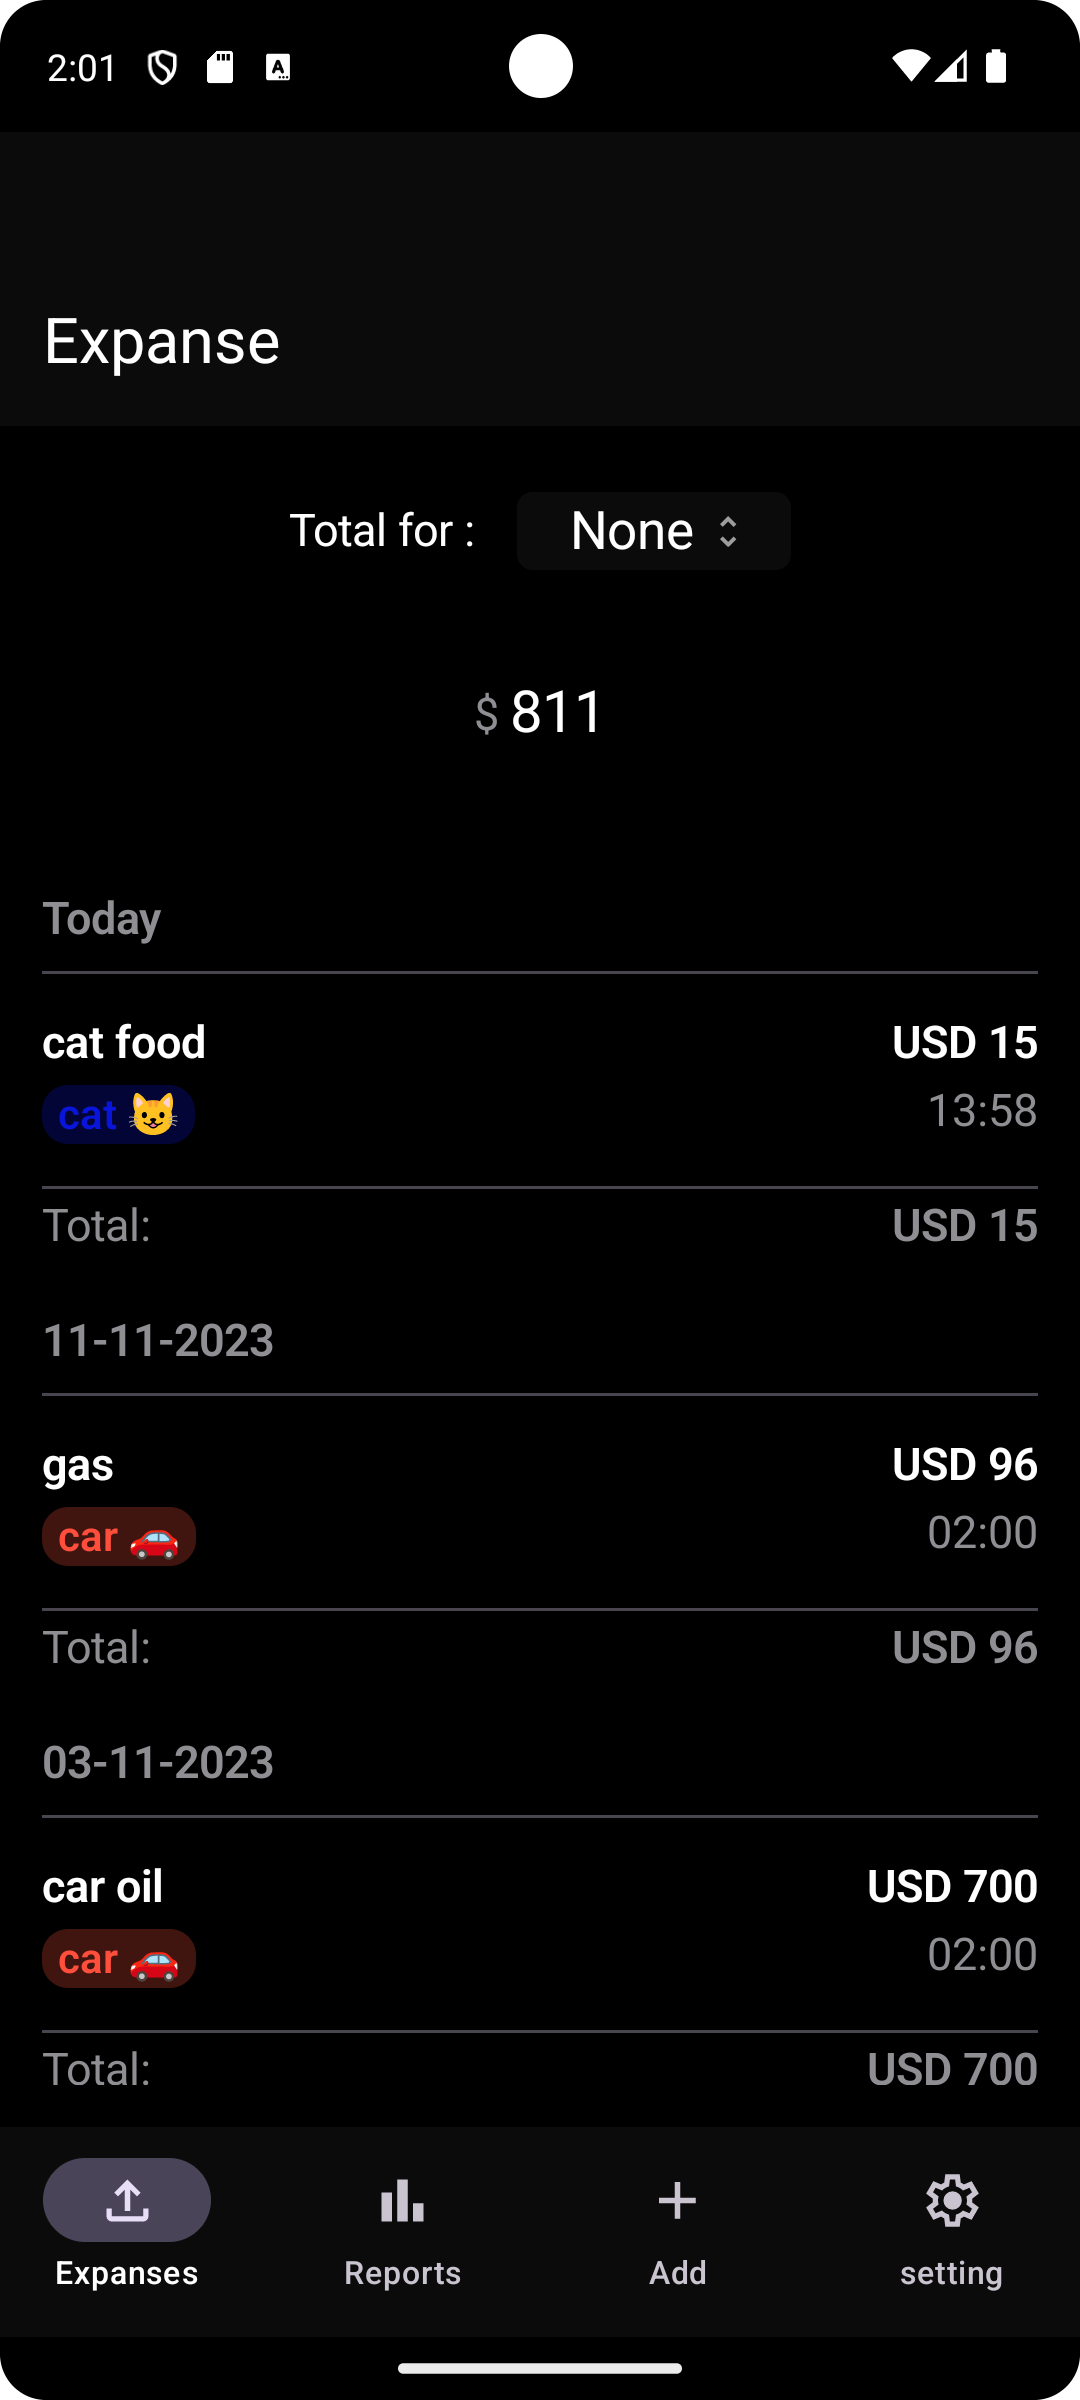 2:01
Expanse
Total for : None
$ 811
Today
cat food USD 15
cat 😺 13:58
Total: USD 15
11-11-2023
gas USD 96
car 🚗 02:00
Total: USD 96
03-11-2023
car oil USD 700
car 🚗 02:00
Total: USD 700
Expanses Reports Add setting